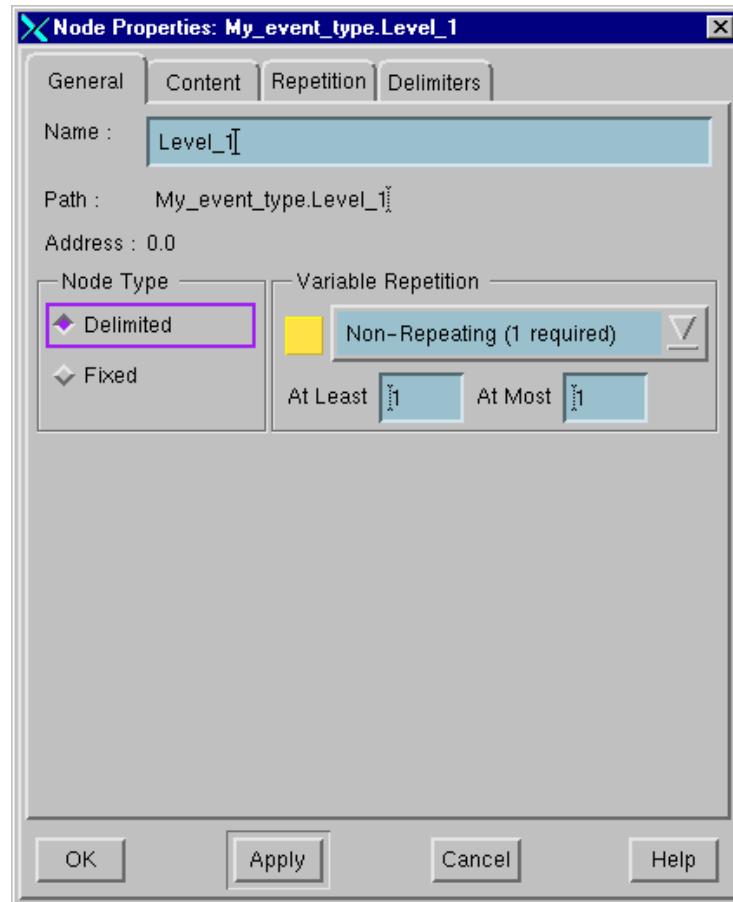 Node Properties: My_event_type.Level_1
General Content Repetition Delimiters
Name : Level_1
Path : My_event_type.Level_1
Address : 0.0
Node Type
Delimited
Fixed
Variable Repetition
Non-Repeating (1 required)
At Least 1 At Most 1
OK Apply Cancel Help